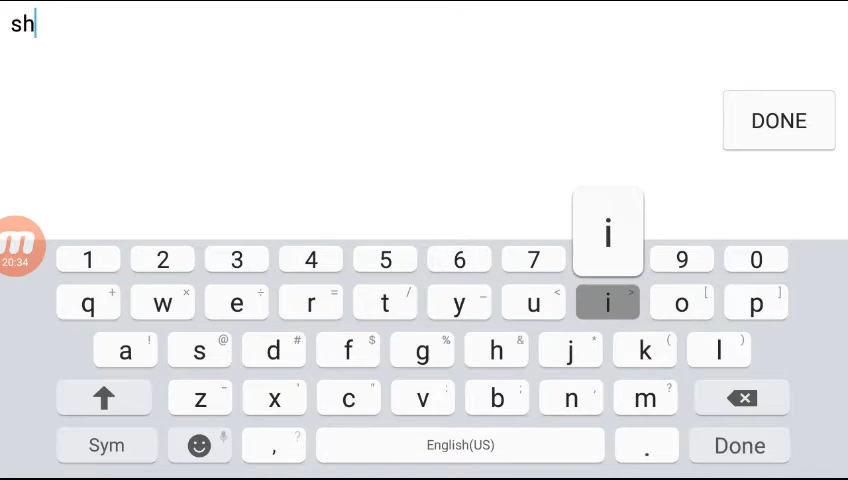 sh
DONE
i
20:34
1 2 3 4 5 6 7 9 0
q + w × e ÷ r = t / y _ u < i > o [ p ]
a ! s @ d # f $ g % h & j * k ( l )
z - x ' c " v : b ; n , m ?
Sym , ? English(US) . Done